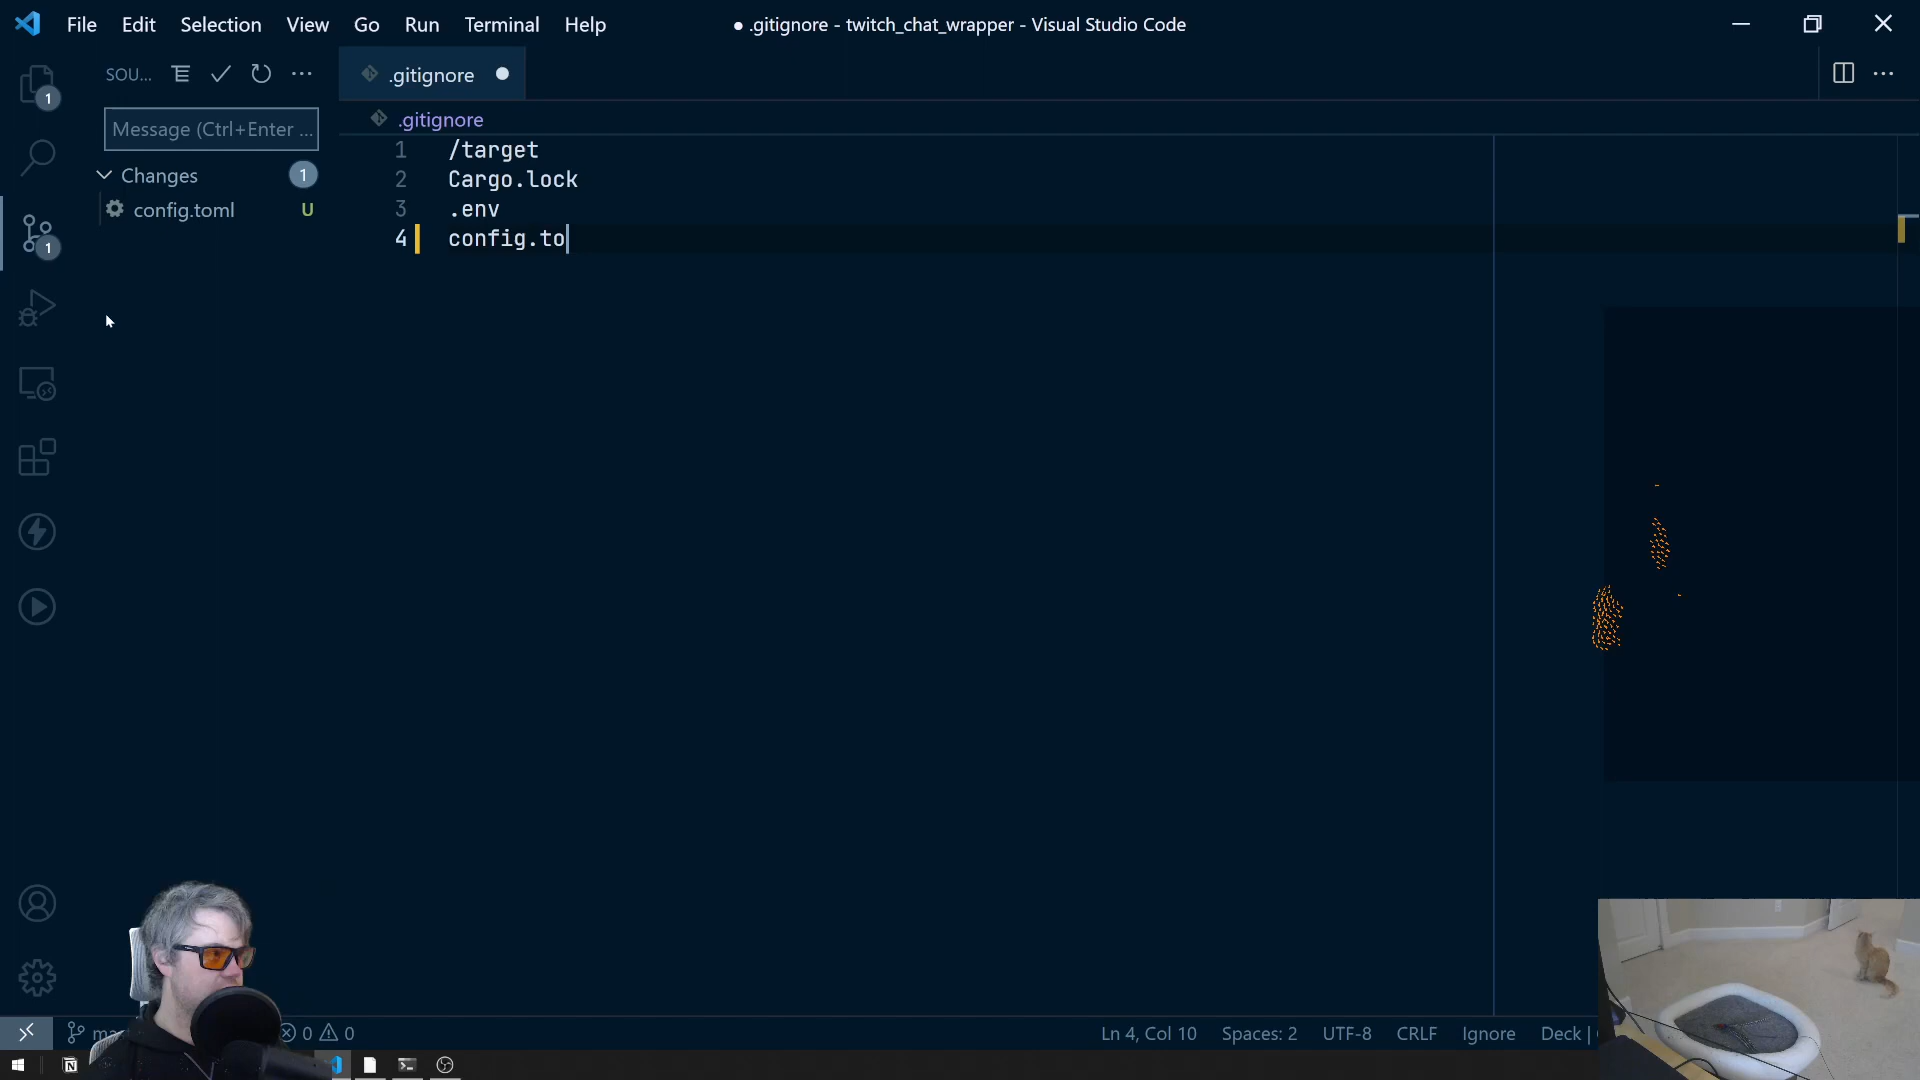 File Edit Selection View Go Run Terminal Help
● .gitignore - twitch_chat_wrapper - Visual Studio Code
SOU...
.gitignore
1
Message (Ctrl+Enter ...
.gitignore
Changes 1
config.toml U
1
1 /target
2 Cargo.lock
3 .env
4 config.to
0 0
Ln 4, Col 10 Spaces: 2 UTF-8 CRLF Ignore Deck |